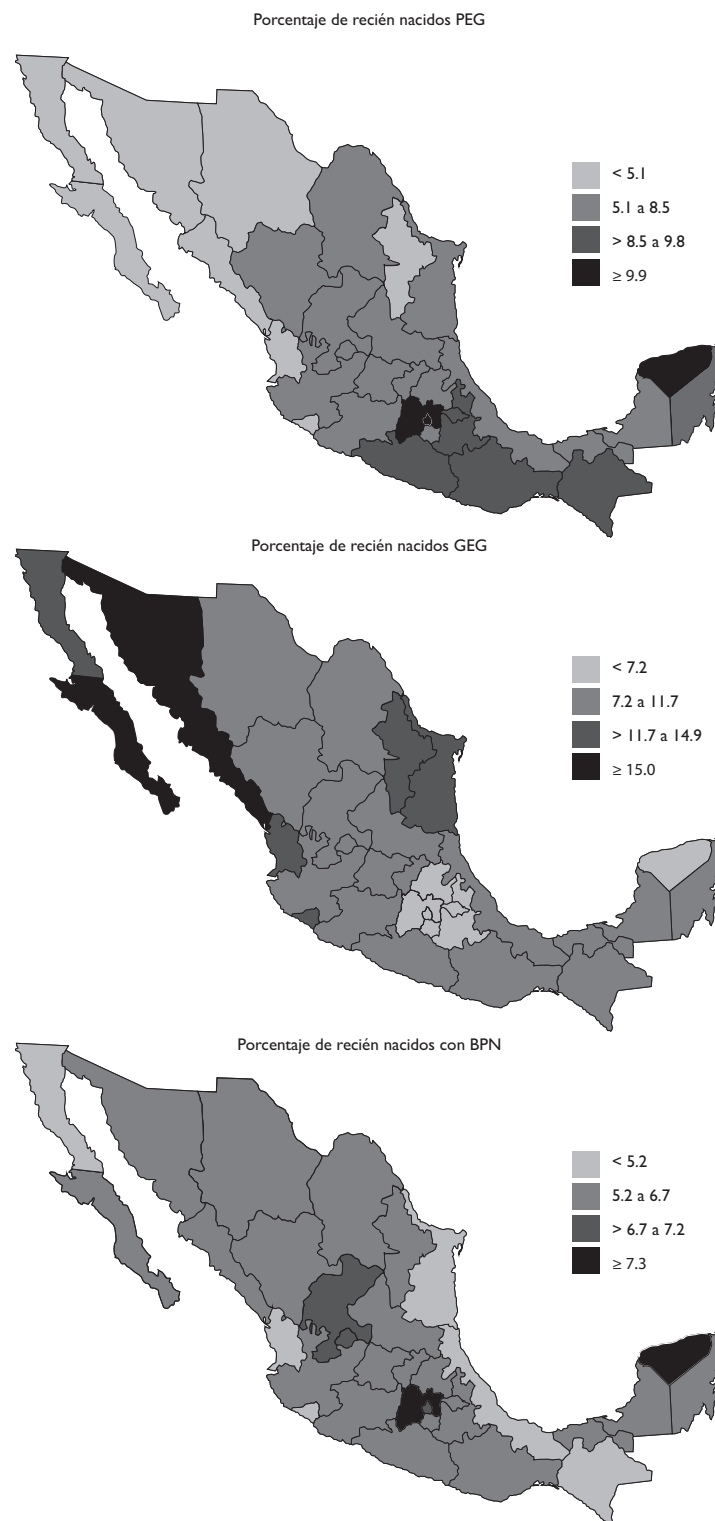 Porcentaje de recién nacidos PEG
< 5.1
5.1 a 8.5
> 8.5 a 9.8
≥ 9.9
Porcentaje de recién nacidos GEG
< 7.2
7.2 a 11.7
> 11.7 a 14.9
≥ 15.0
Porcentaje de recién nacidos con BPN
< 5.2
5.2 a 6.7
> 6.7 a 7.2
≥ 7.3